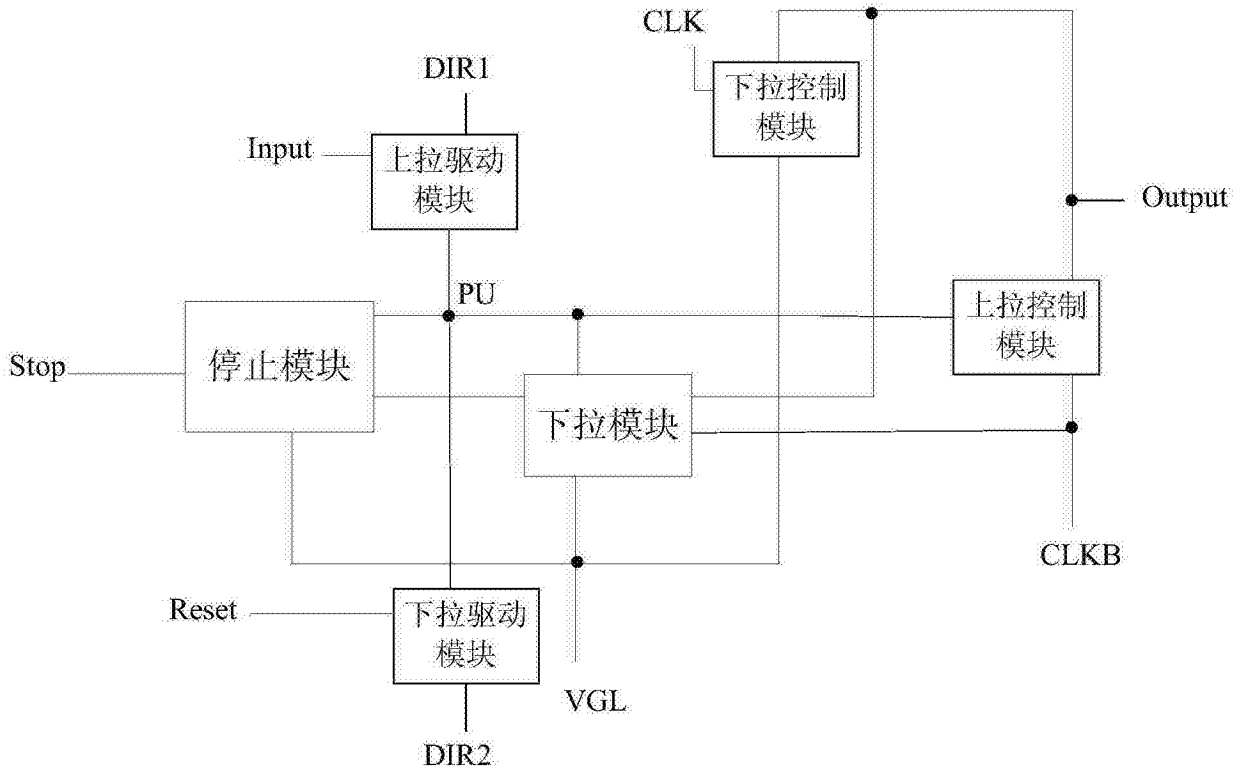 CLK
DIR1
下拉控制
模块
Input
上拉驱动
模块
Output
PU
上拉控制
模块
Stop
停止模块
下拉模块
CLKB
Reset
下拉驱动
模块
VGL
DIR2